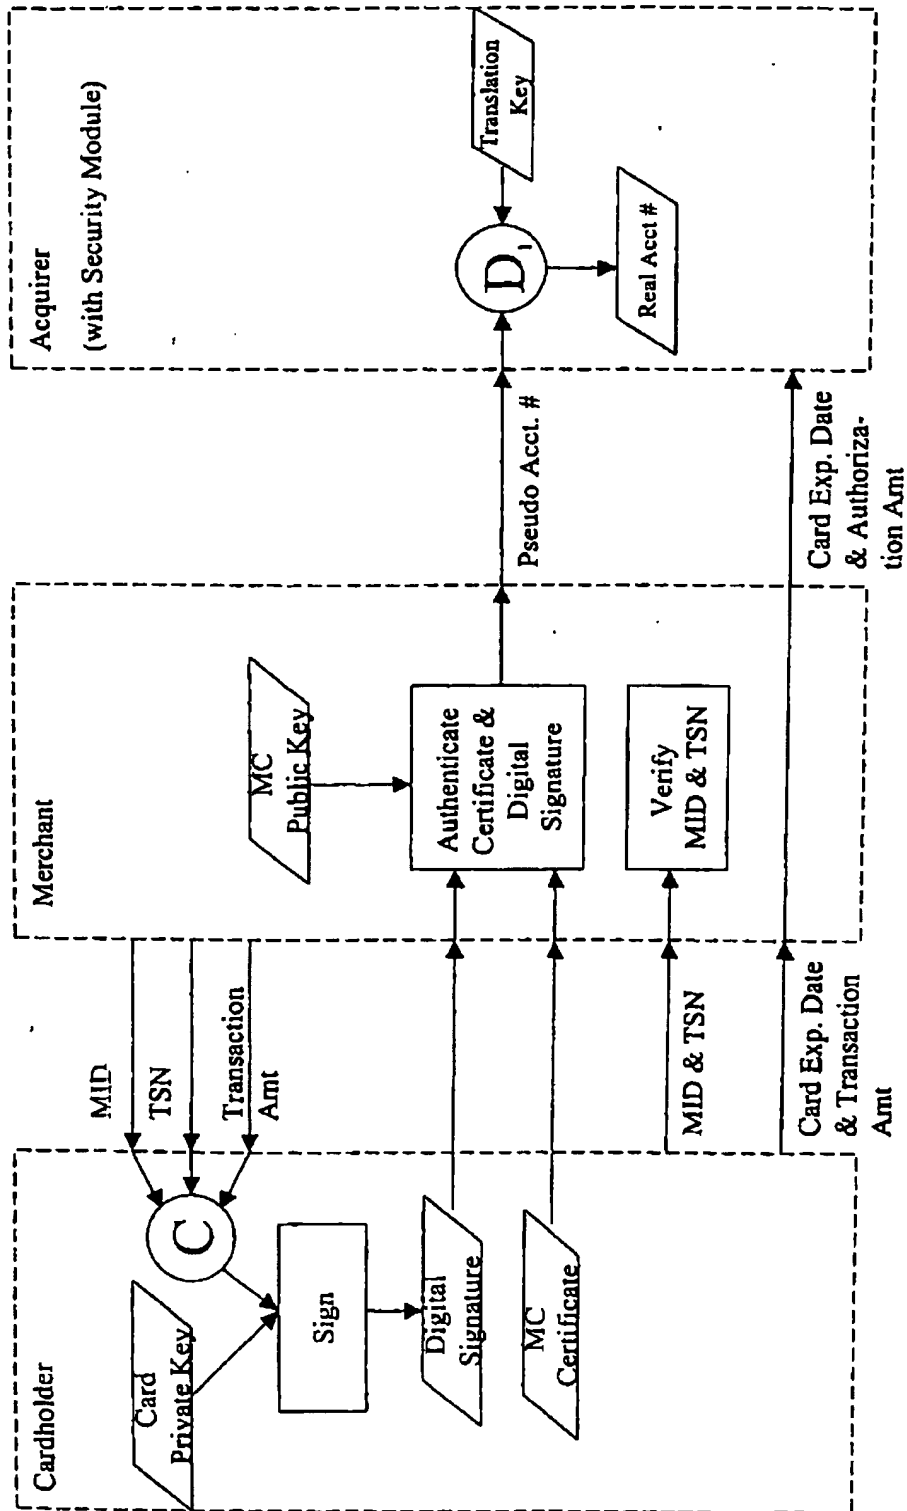 Cardholder
Card
Private Key
C
Sign
Digital
Signature
MC
Certificate
MID
TSN
Transaction
Amt
MID & TSN
Card Exp. Date
& Transaction
Amt
Merchant
MC
Public Key
Authenticate
Certificate &
Digital
Signature
Verify
MID & TSN
Pseudo Acct. #
Card Exp. Date
& Authoriza-
tion Amt
Acquirer
(with Security Module)
Translation
Key
D
Real Acct #